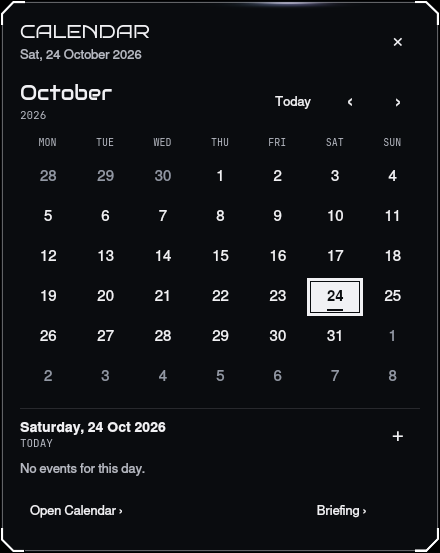 CALENDAR
Sat, 24 October 2026
×
October
2026
Today ‹ ›
MON TUE WED THU FRI SAT SUN
28 29 30 1 2 3 4
5 6 7 8 9 10 11
12 13 14 15 16 17 18
19 20 21 22 23 24 25
26 27 28 29 30 31 1
2 3 4 5 6 7 8
Saturday, 24 Oct 2026
TODAY
+
No events for this day.
Open Calendar › Briefing ›